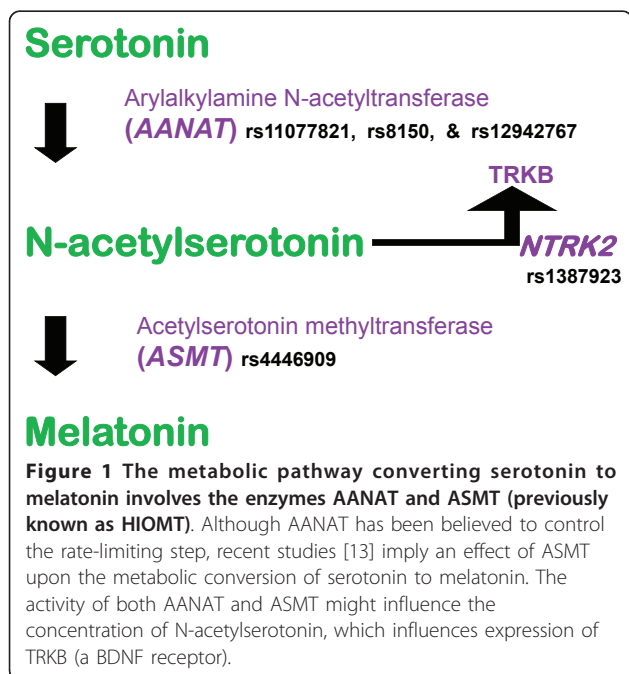 Serotonin
Arylalkylamine N-acetyltransferase
(AANAT) rs11077821, rs8150, & rs12942767
TRKB
N-acetylserotonin
NTRK2
rs1387923
Acetylserotonin methyltransferase
(ASMT) rs4446909
Melatonin
Figure 1 The metabolic pathway converting serotonin to
melatonin involves the enzymes AANAT and ASMT (previously
known as HIOMT). Although AANAT has been believed to control
the rate-limiting step, recent studies [13] imply an effect of ASMT
upon the metabolic conversion of serotonin to melatonin. The
activity of both AANAT and ASMT might influence the
concentration of N-acetylserotonin, which influences expression of
TRKB (a BDNF receptor).